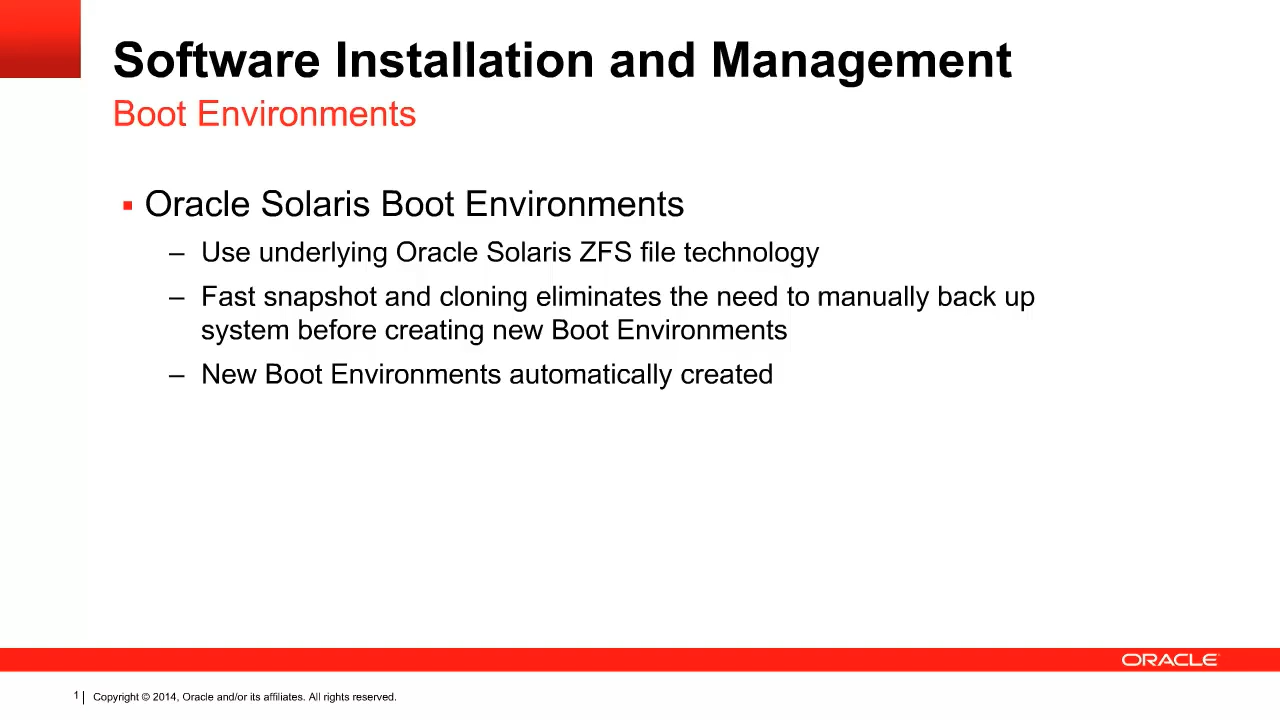 Software Installation and Management
Boot Environments
▪ Oracle Solaris Boot Environments
– Use underlying Oracle Solaris ZFS file technology
– Fast snapshot and cloning eliminates the need to manually back up
system before creating new Boot Environments
– New Boot Environments automatically created
ORACLE
1 Copyright © 2014, Oracle and/or its affiliates. All rights reserved.